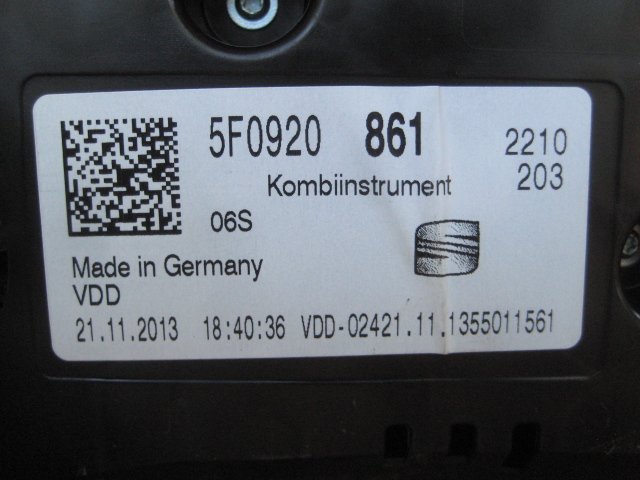 5F0920 861 2210
Kombiinstrument 203
06S
Made in Germany
VDD
21.11.2013 18:40:36 VDD-02421.11.1355011561